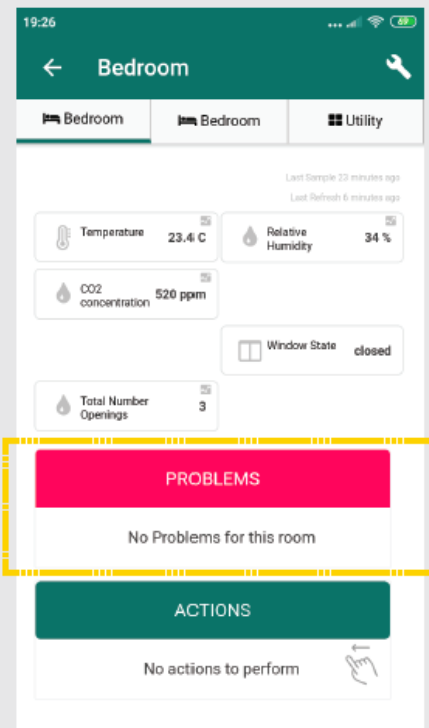 19:26
69
Bedroom
Bedroom
Bedroom
Utility
Last Sample 23 minutes ago
Last Refresh 6 minutes ago
Temperature
23.4 C
Relative
Humidity
34 %
CO2
concentration
520 ppm
Window State
closed
Total Number
Openings
3
PROBLEMS
No Problems for this room
ACTIONS
No actions to perform